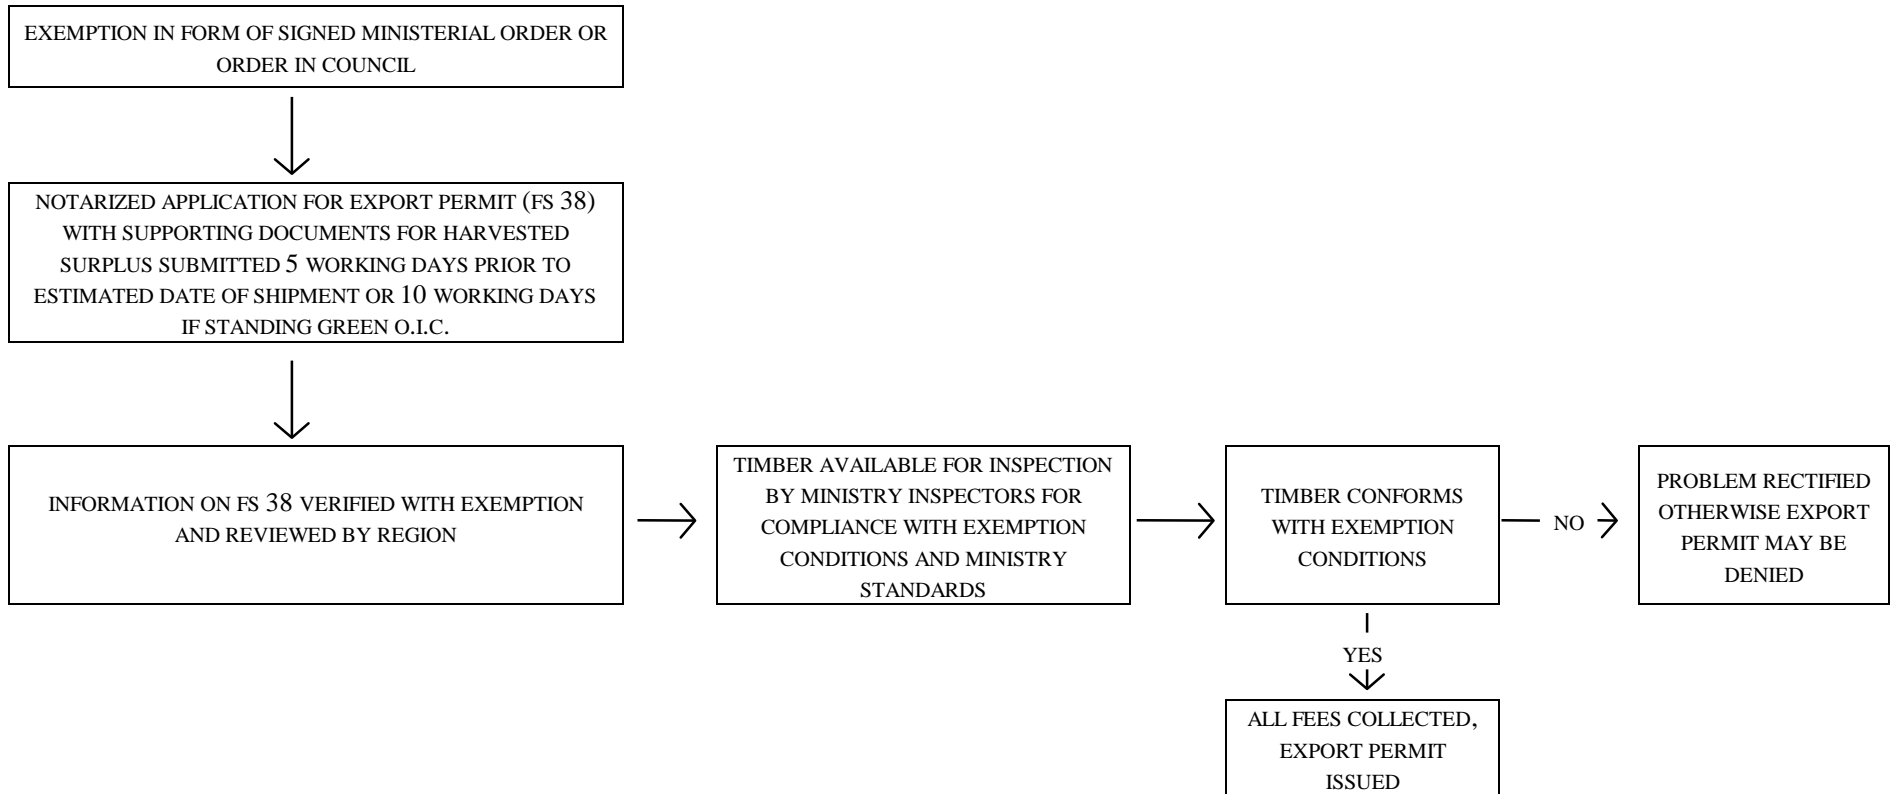 EXEMPTION IN FORM OF SIGNED MINISTERIAL ORDER OR
ORDER IN COUNCIL
NOTARIZED APPLICATION FOR EXPORT PERMIT (FS 38)
WITH SUPPORTING DOCUMENTS FOR HARVESTED
SURPLUS SUBMITTED 5 WORKING DAYS PRIOR TO
ESTIMATED DATE OF SHIPMENT OR 10 WORKING DAYS
IF STANDING GREEN O.I.C.
INFORMATION ON FS 38 VERIFIED WITH EXEMPTION
AND REVIEWED BY REGION
TIMBER AVAILABLE FOR INSPECTION
BY MINISTRY INSPECTORS FOR
COMPLIANCE WITH EXEMPTION
CONDITIONS AND MINISTRY
STANDARDS
TIMBER CONFORMS
WITH EXEMPTION
CONDITIONS
NO
PROBLEM RECTIFIED
OTHERWISE EXPORT
PERMIT MAY BE
DENIED
YES
ALL FEES COLLECTED,
EXPORT PERMIT
ISSUED